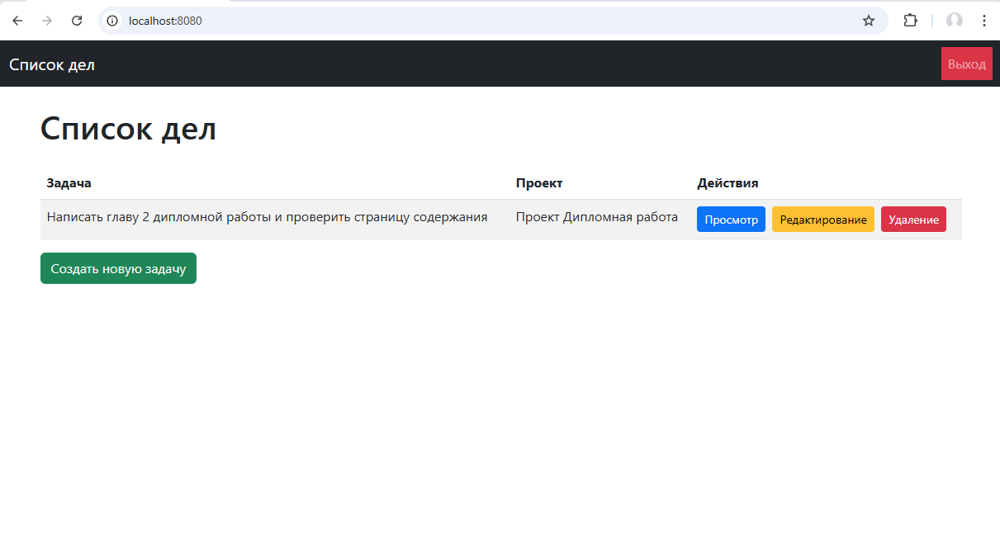 localhost:8080
Список дел
Выход
Список дел
Задача Проект Действия
Написать главу 2 дипломной работы и проверить страницу содержания Проект Дипломная работа Просмотр Редактирование Удаление
Создать новую задачу